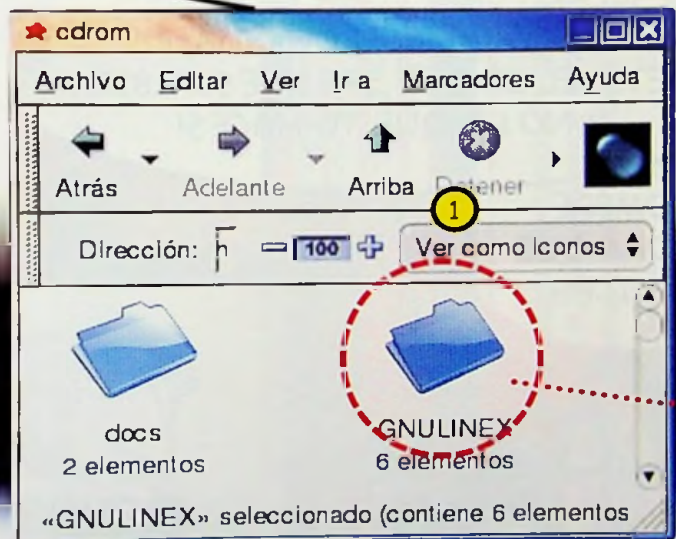 cdrom
Archivo Editar Ver Ir a Marcadores Ayuda
Atrás Adelante Arriba Detener
1
Dirección: h 100 Ver como iconos
docs GNULINEX
2 elementos 6 elementos
«GNULINEX» seleccionado (contiene 6 elementos